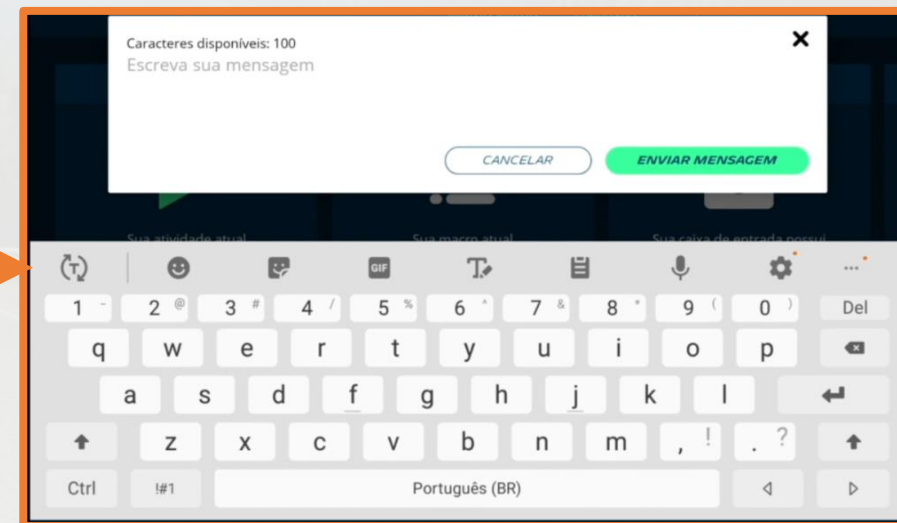 Caracteres disponíveis: 100
Escreva sua mensagem
CANCELAR
ENVIAR MENSAGEM
Sua atividade atual
Sua macro atual
Sua caixa de entrada possui
T
GIF
T
...
1 - 2 @ 3 # 4 / 5 % 6 ^ 7 & 8 * 9 ( 0 ) Del
q w e r t y u i o p
a s d f g h j k l
z x c v b n m , ! . ?
Ctrl !#1 Português (BR)